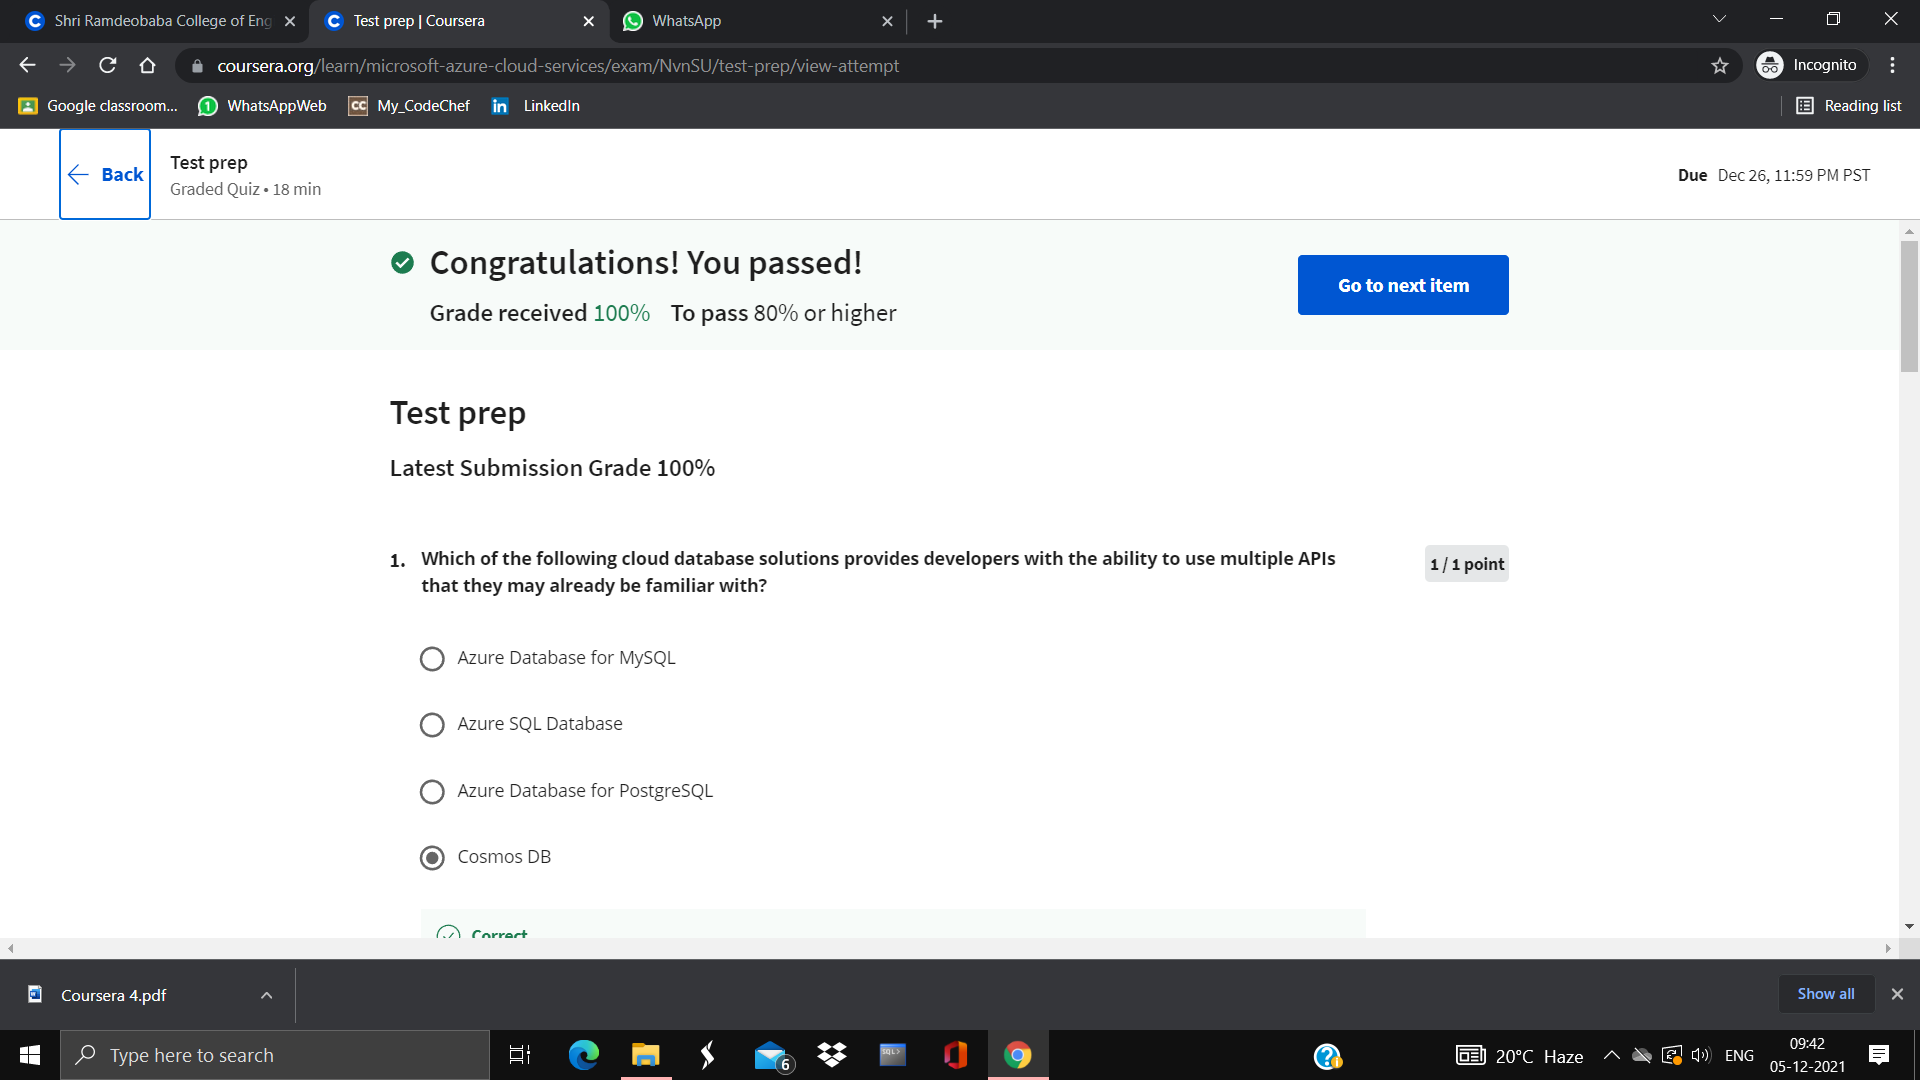 Shri Ramdeobaba College of Eng
Test prep | Coursera
WhatsApp
coursera.org/learn/microsoft-azure-cloud-services/exam/NvnSU/test-prep/view-attempt
Incognito
Google classroom...
WhatsAppWeb
CC My_CodeChef
in LinkedIn
Reading list
Back
Test prep
Graded Quiz • 18 min
Due Dec 26, 11:59 PM PST
Congratulations! You passed!
Grade received 100% To pass 80% or higher
Go to next item
Test prep
Latest Submission Grade 100%
1. Which of the following cloud database solutions provides developers with the ability to use multiple APIs
that they may already be familiar with?
1 / 1 point
Azure Database for MySQL
Azure SQL Database
Azure Database for PostgreSQL
Cosmos DB
Correct
Coursera 4.pdf
Show all
Type here to search
6
SQL>
20°C Haze
ENG
09:42
05-12-2021